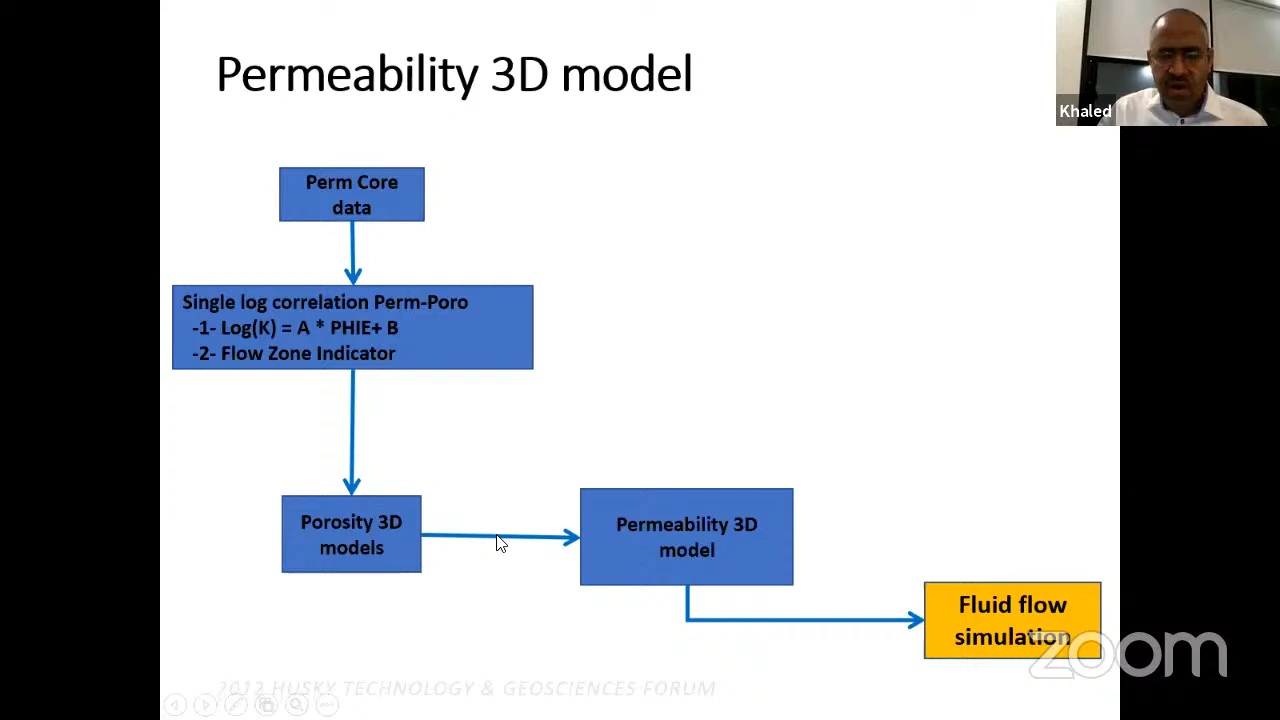 Permeability 3D model
Khaled
Perm Core
data
Single log correlation Perm-Poro
-1- Log(K) = A * PHIE+ B
-2- Flow Zone Indicator
Porosity 3D
models
Permeability 3D
model
Fluid flow
simulation
zoom
2012 HUSKY TECHNOLOGY & GEOSCIENCES FORUM